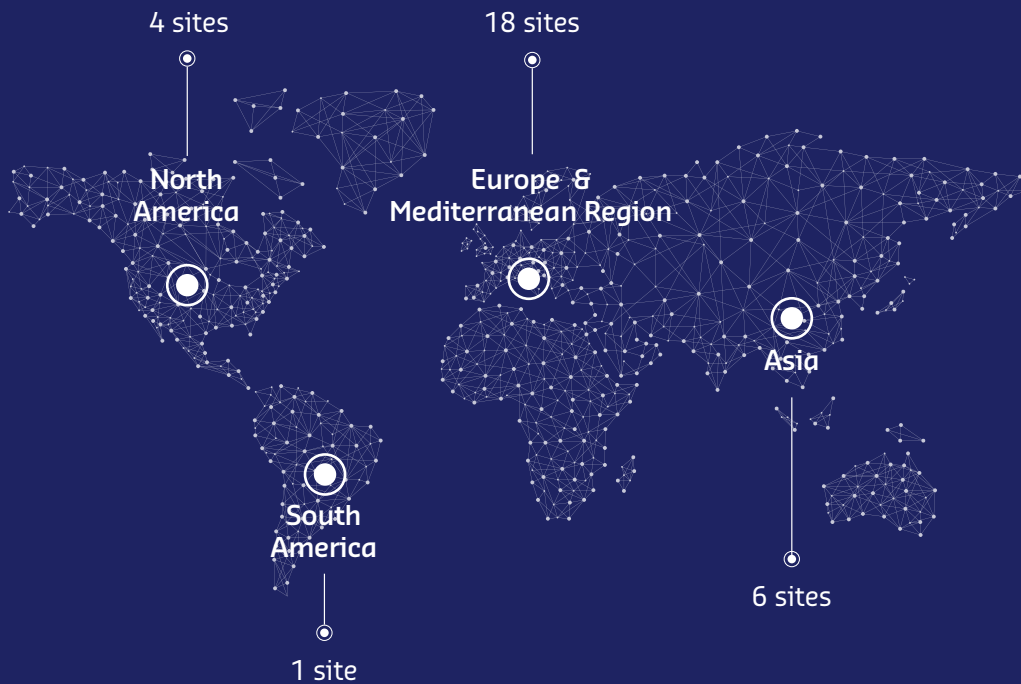 4 sites
18 sites
North
America
Europe &
Mediterranean Region
Asia
South
America
6 sites
1 site